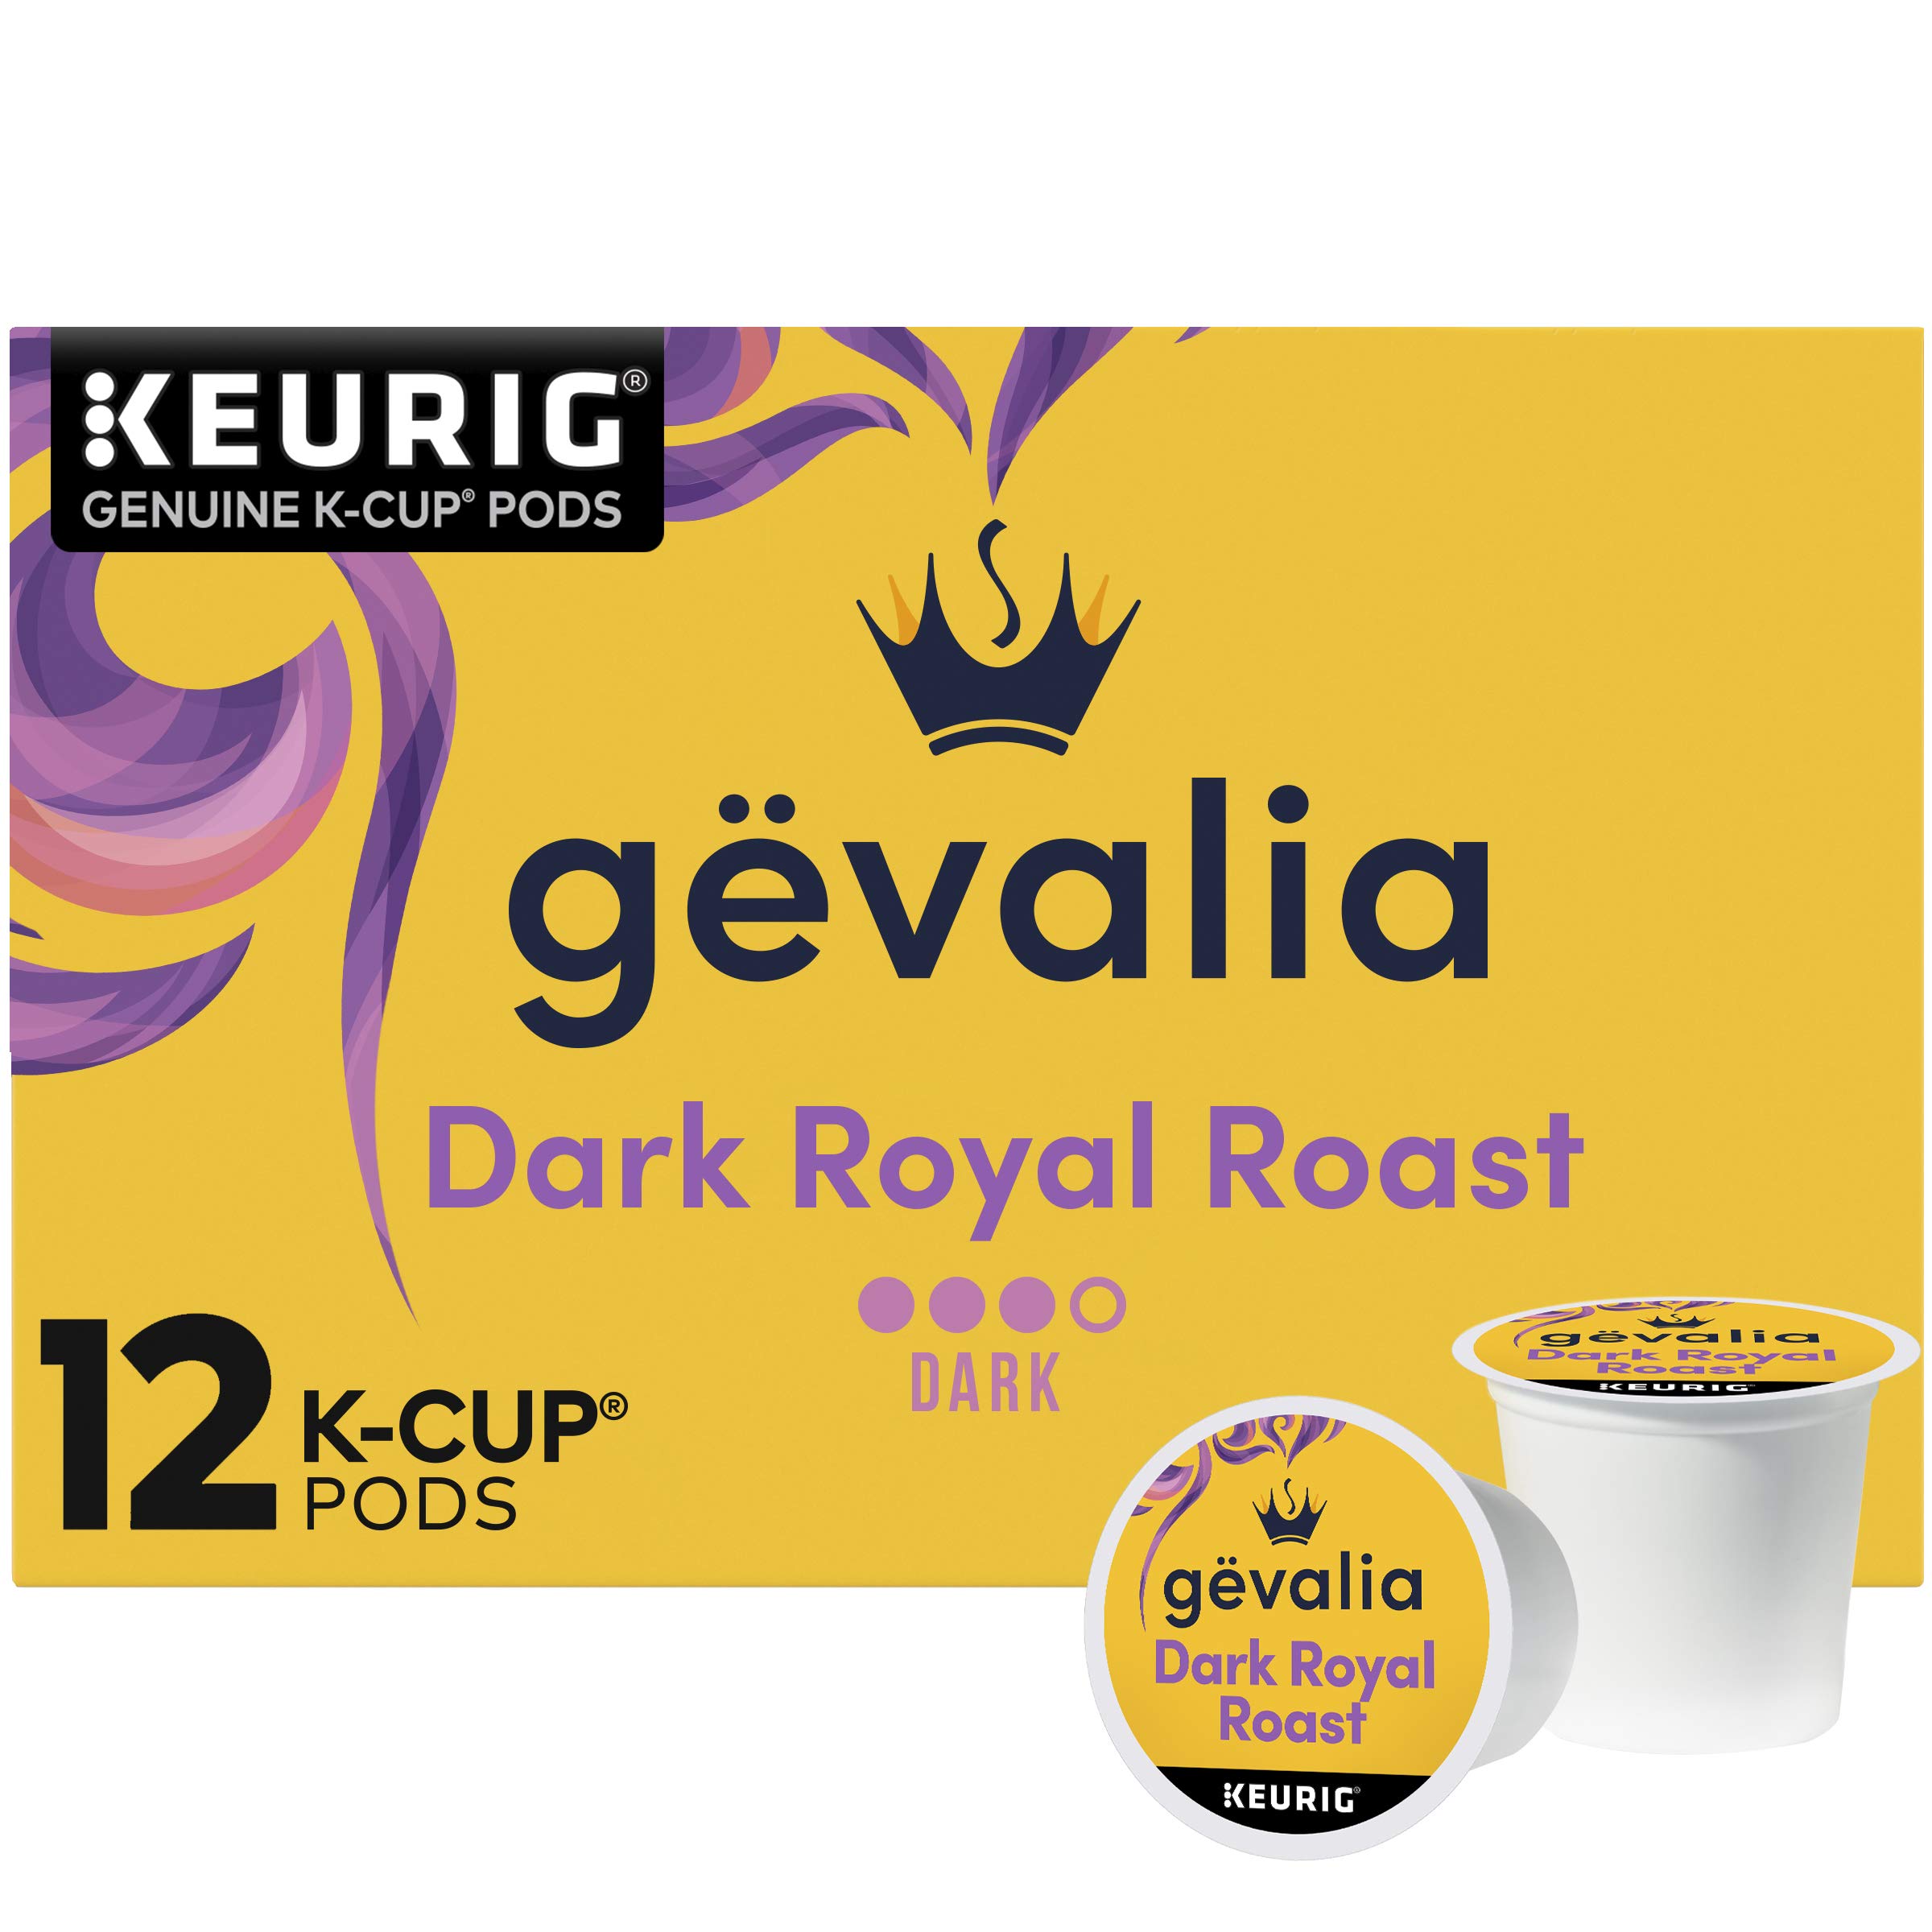 KEURIG®
GENUINE K-CUP® PODS
gëvalia
Dark Royal Roast
DARK
12
K-CUP®
PODS
gëvalia
Dark Royal
Roast
KEURIG
gëvalia
Dark Royal
Roast
KEURIG®